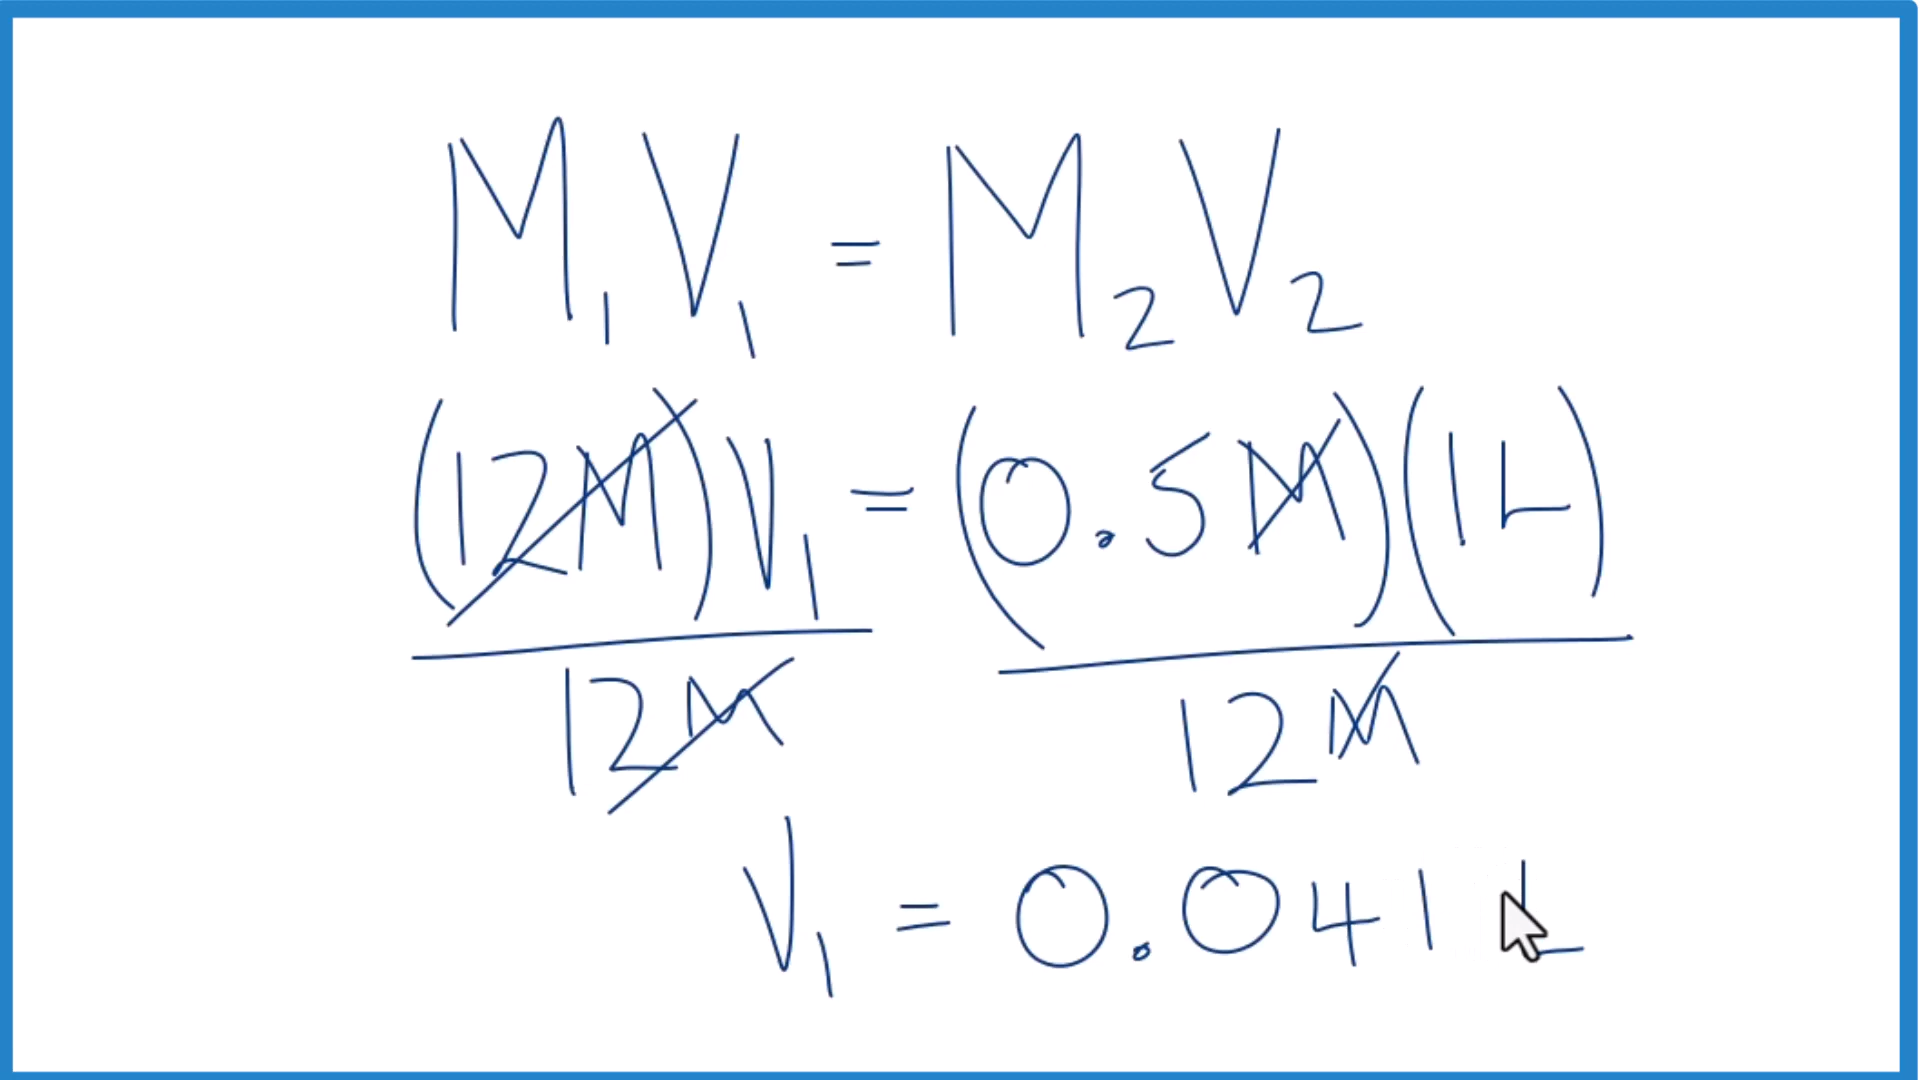 M₁V₁ = M₂V₂
(12M)V₁ = (0.5M)(1L)
12M 12M
V₁ = 0.041 L